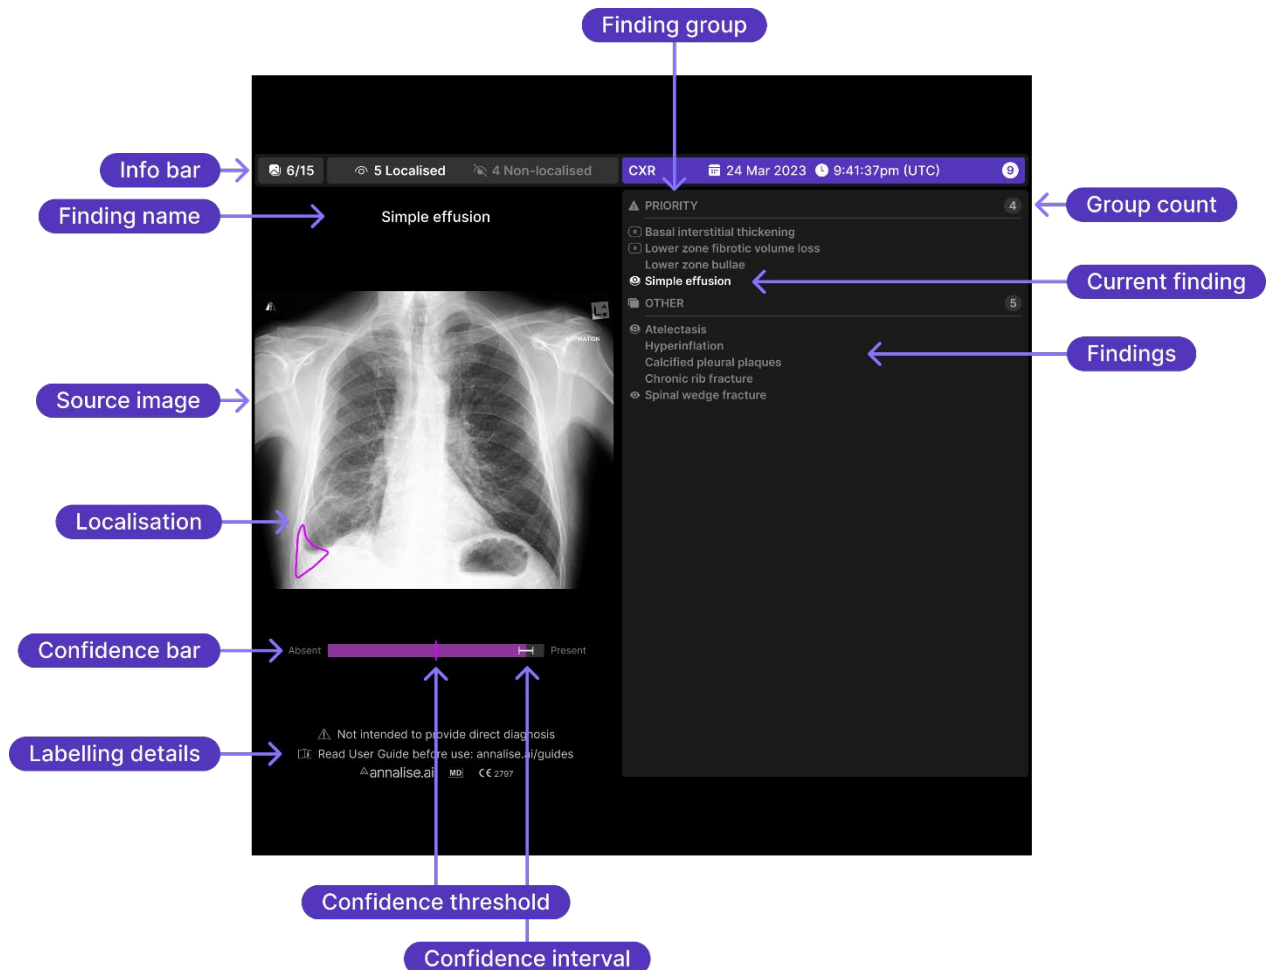 Finding group
Info bar
6/15
5 Localised
4 Non-localised
CXR
24 Mar 2023
9:41:37pm (UTC)
9
Finding name
Simple effusion
PRIORITY
4
Group count
Basal interstitial thickening
Lower zone fibrotic volume loss
Lower zone bullae
Simple effusion
Current finding
OTHER
5
Atelectasis
Hyperinflation
Calcified pleural plaques
Chronic rib fracture
Spinal wedge fracture
Findings
L
Source image
Localisation
Confidence bar
Absent
Present
Labelling details
Not intended to provide direct diagnosis
Read User Guide before use: annalise.ai/guides
annalise.ai MD CE 2797
Confidence threshold
Confidence interval